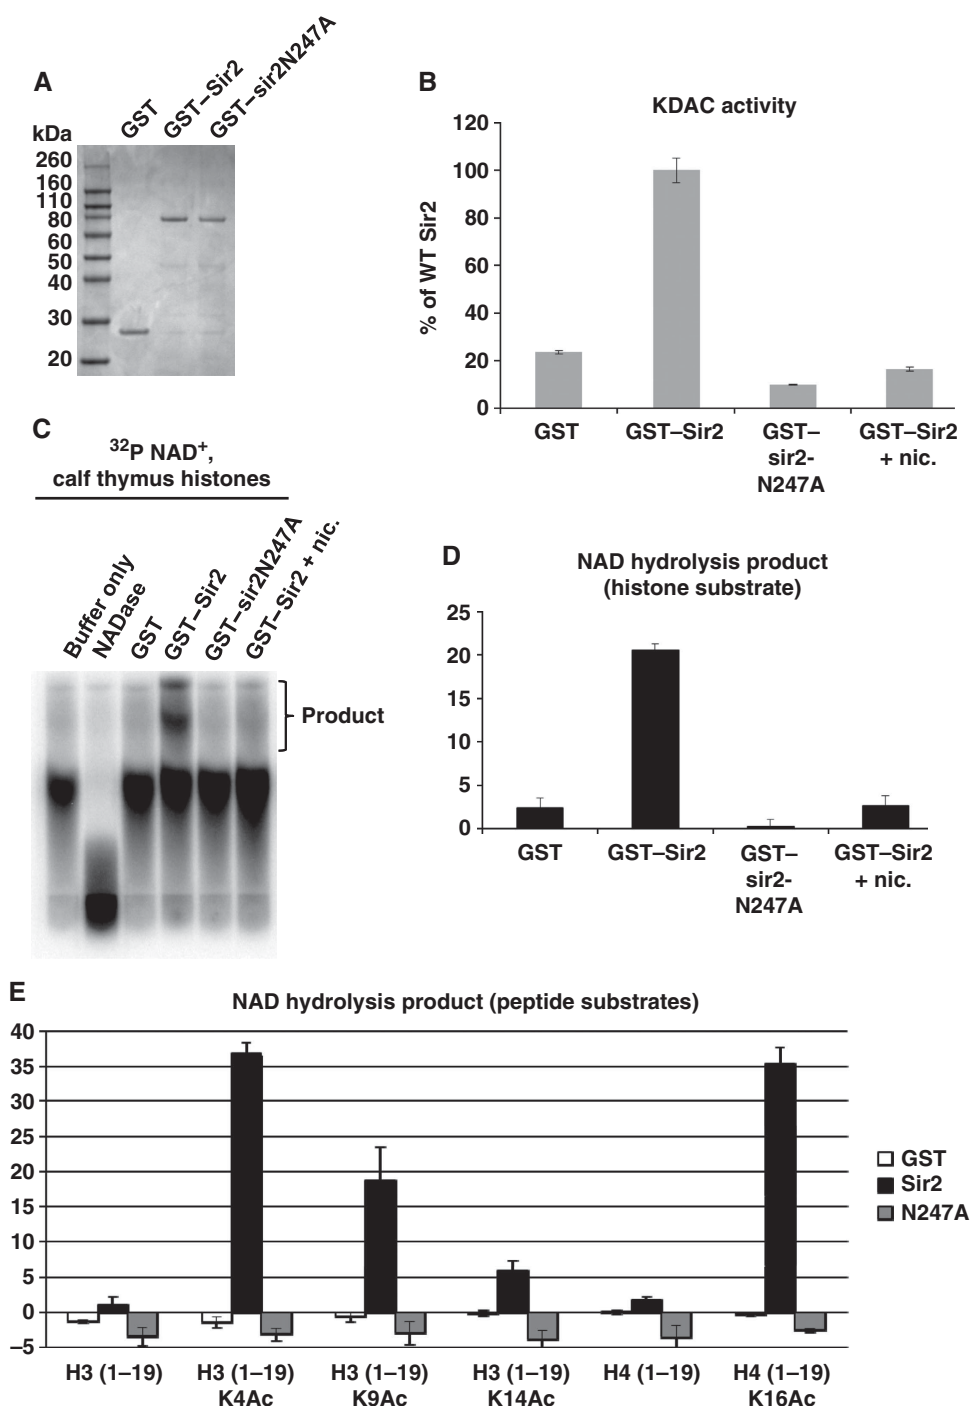 A
GST
GST–Sir2
GST–sir2N247A
kDa
260
160
110
80
60
50
40
30
20
B
KDAC activity
% of WT Sir2
120
100
80
60
40
20
0
GST
GST–Sir2
GST–
sir2-
N247A
GST–Sir2
+ nic.
C
32P NAD+,
calf thymus histones
Buffer only
NADase
GST
GST–Sir2
GST–sir2N247A
GST–Sir2 + nic.
Product
D
NAD hydrolysis product
(histone substrate)
25
20
15
10
5
0
GST
GST–Sir2
GST–
sir2-
N247A
GST–Sir2
+ nic.
E
NAD hydrolysis product (peptide substrates)
40
35
30
25
20
15
10
5
0
–5
GST
Sir2
N247A
H3 (1–19)
H3 (1–19)
K4Ac
H3 (1–19)
K9Ac
H3 (1–19)
K14Ac
H4 (1–19)
H4 (1–19)
K16Ac